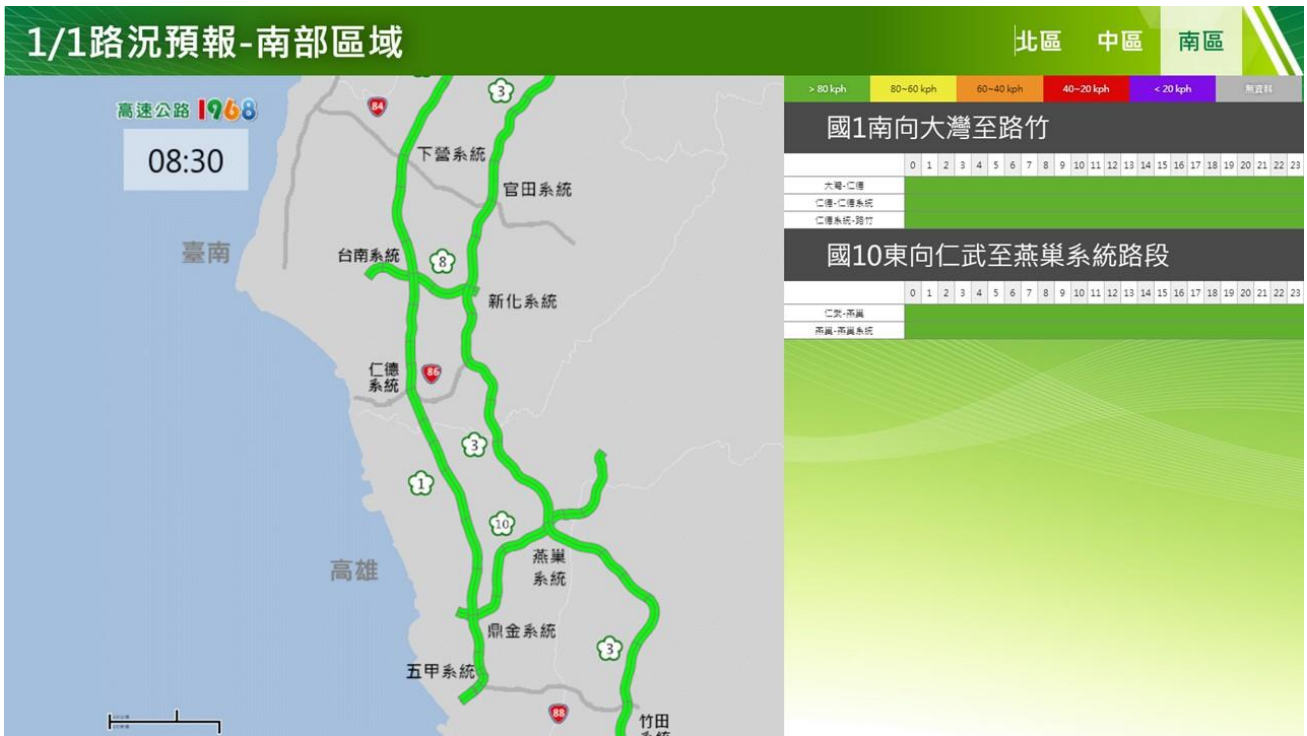 1/1路況預報-南部區域
北區 中區 南區
高速公路1968
08:30
> 80 kph 80~60 kph 60~40 kph 40~20 kph < 20 kph 無資料
國1南向大灣至路竹
0 1 2 3 4 5 6 7 8 9 10 11 12 13 14 15 16 17 18 19 20 21 22 23
大灣-仁德
仁德-仁德系統
仁德系統-路竹
國10東向仁武至燕巢系統路段
0 1 2 3 4 5 6 7 8 9 10 11 12 13 14 15 16 17 18 19 20 21 22 23
仁武-燕巢
燕巢-燕巢系統
3
84
下營系統
官田系統
臺南
台南系統
8
新化系統
仁德
系統
86
3
1
10
燕巢
系統
高雄
鼎金系統
3
五甲系統
88
竹田